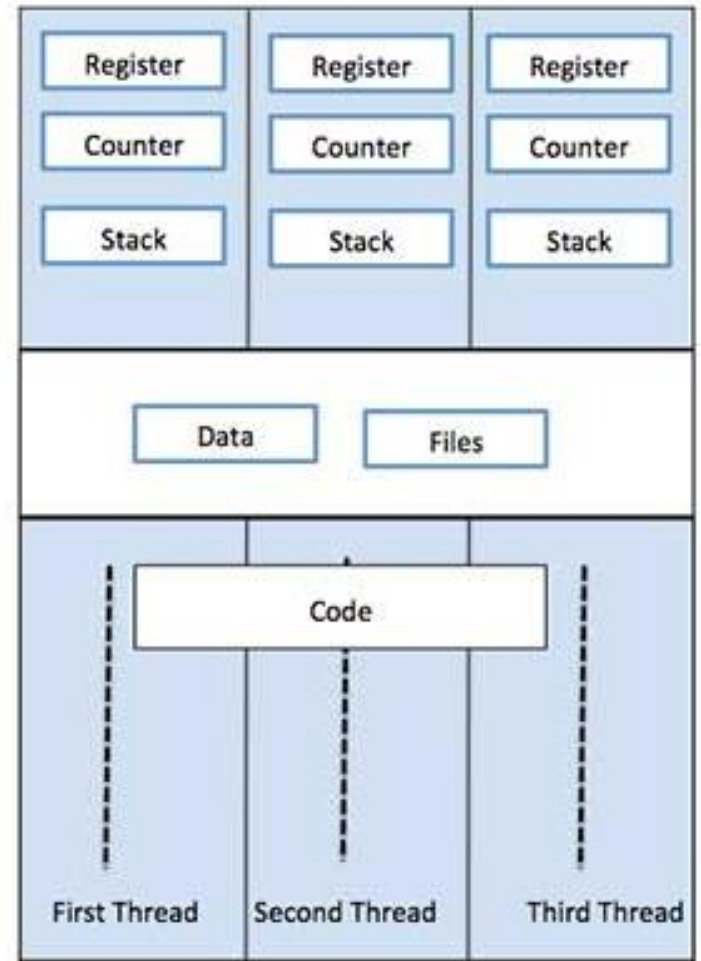 Register Register Register
Counter Counter Counter
Stack Stack Stack
Data Files
Code
First Thread Second Thread Third Thread